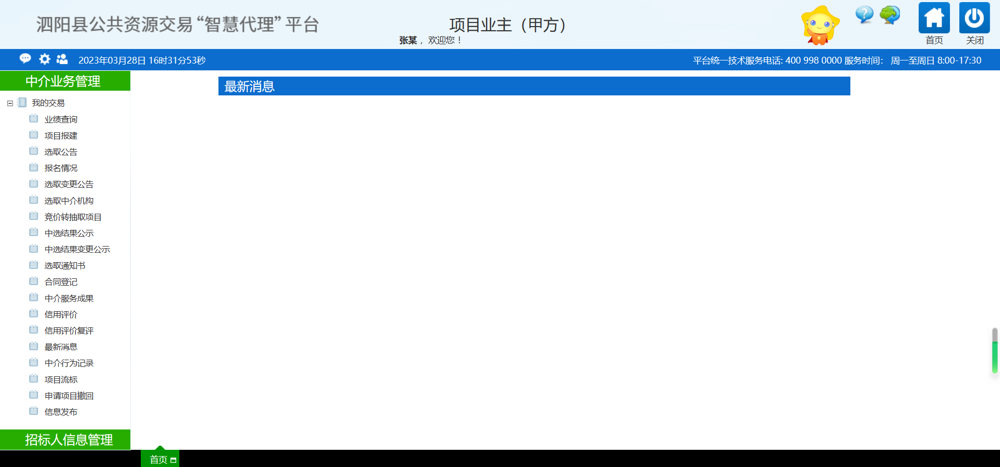 泗阳县公共资源交易“智慧代理”平台
项目业主（甲方）
张某， 欢迎您！
首页
关闭
2023年03月28日 16时31分53秒
平台统一技术服务电话: 400 998 0000 服务时间： 周一至周日 8:00-17:30
中介业务管理
最新消息
我的交易
业绩查询
项目报建
选取公告
报名情况
选取变更公告
选取中介机构
竞价转抽取项目
中选结果公示
中选结果变更公示
选取通知书
合同登记
中介服务成果
信用评价
信用评价复评
最新消息
中介行为记录
项目流标
申请项目撤回
信息发布
招标人信息管理
首页